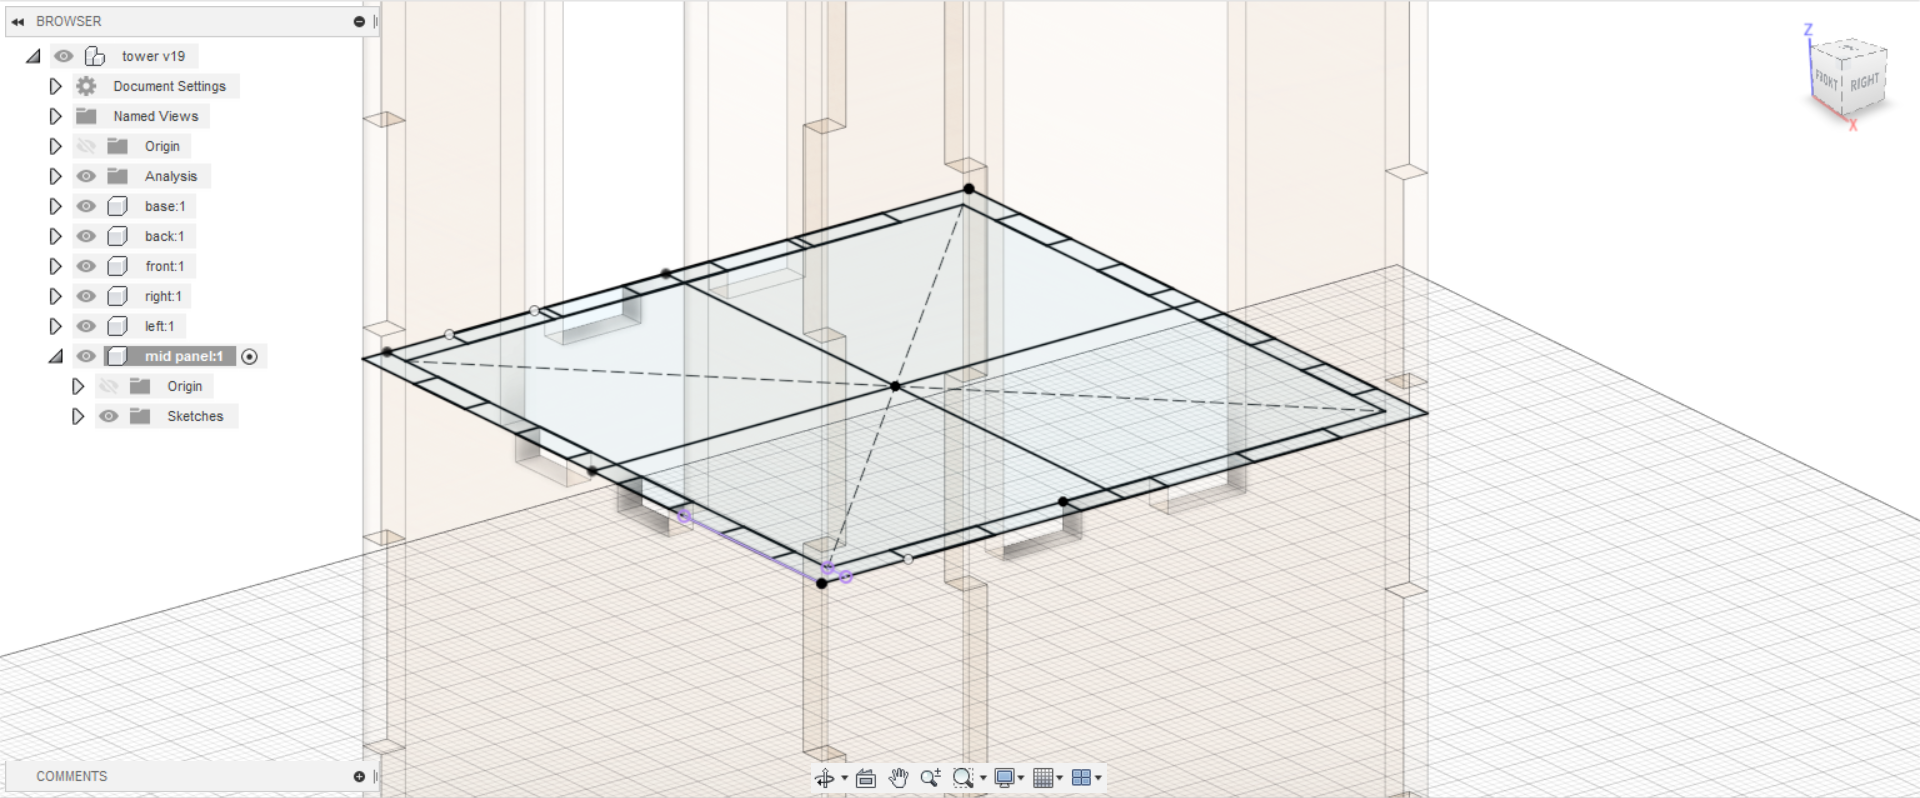 BROWSER
tower v19
Document Settings
Named Views
Origin
Analysis
base:1
back:1
front:1
right:1
left:1
mid panel:1
Origin
Sketches
COMMENTS
Z
FRONT
RIGHT
X